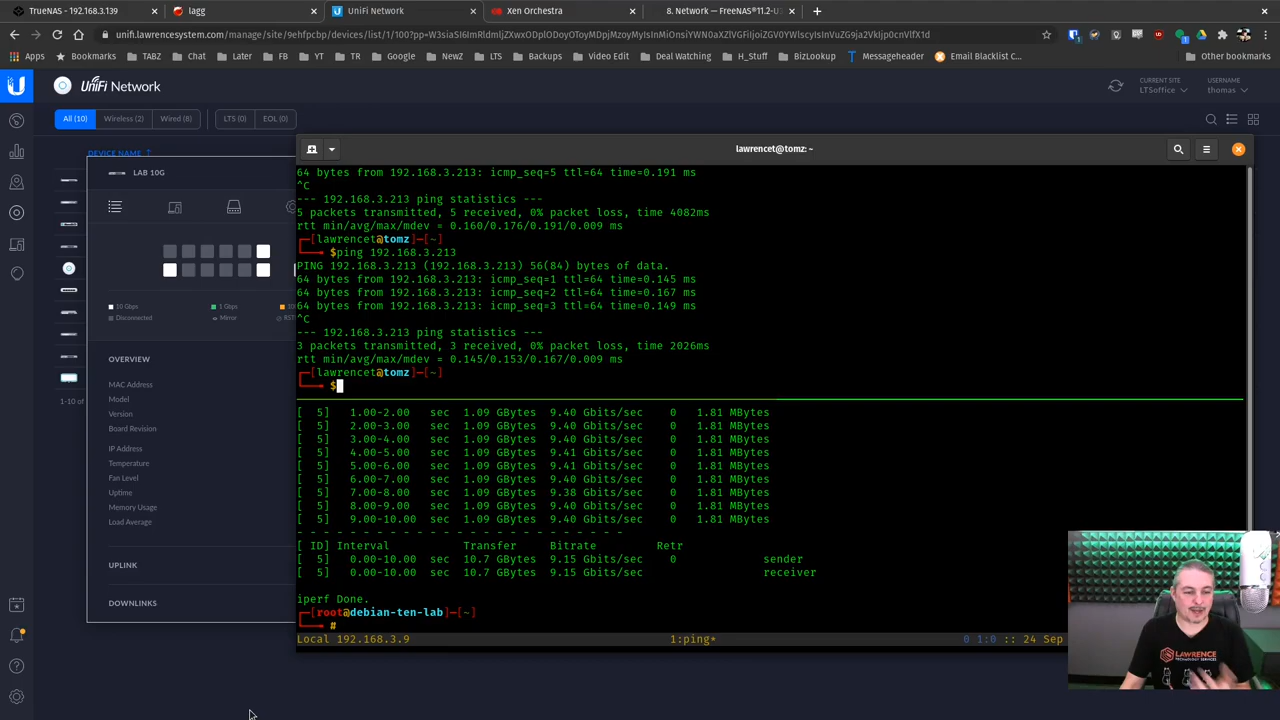 TrueNAS - 192.168.3.139
lagg
UniFi Network
Xen Orchestra
8. Network — FreeNAS®11.2-U
Apps
Bookmarks
TABZ
Chat
Later
FB
YT
TR
Google
NewZ
LTS
Backups
Video Edit
Deal Watching
H_Stuff
BizLookup
Messageheader
Email Blacklist C...
Other bookmarks
UniFi Network
CURRENT SITE
LTSoffice
USERNAME
thomas
All (10)
Wireless (2)
Wired (8)
LTS (0)
EOL (0)
DEVICE NAME ↑
LAB 10G
10 Gbps
1 Gbps
Disconnected
Mirror
OVERVIEW
MAC Address
Model
Version
Board Revision
IP Address
Temperature
Fan Level
Uptime
Memory Usage
Load Average
UPLINK
DOWNLINKS
1-10 of
lawrencet@tomz: ~
64 bytes from 192.168.3.213: icmp_seq=5 ttl=64 time=0.191 ms
^C
--- 192.168.3.213 ping statistics ---
5 packets transmitted, 5 received, 0% packet loss, time 4082ms
rtt min/avg/max/mdev = 0.160/0.176/0.191/0.009 ms
[lawrencet@tomz]─[~]
$ping 192.168.3.213
PING 192.168.3.213 (192.168.3.213) 56(84) bytes of data.
64 bytes from 192.168.3.213: icmp_seq=1 ttl=64 time=0.145 ms
64 bytes from 192.168.3.213: icmp_seq=2 ttl=64 time=0.167 ms
64 bytes from 192.168.3.213: icmp_seq=3 ttl=64 time=0.149 ms
^C
--- 192.168.3.213 ping statistics ---
3 packets transmitted, 3 received, 0% packet loss, time 2026ms
rtt min/avg/max/mdev = 0.145/0.153/0.167/0.009 ms
[lawrencet@tomz]─[~]
$
[ 5] 1.00-2.00 sec 1.09 GBytes 9.40 Gbits/sec 0 1.81 MBytes
[ 5] 2.00-3.00 sec 1.09 GBytes 9.40 Gbits/sec 0 1.81 MBytes
[ 5] 3.00-4.00 sec 1.09 GBytes 9.40 Gbits/sec 0 1.81 MBytes
[ 5] 4.00-5.00 sec 1.09 GBytes 9.41 Gbits/sec 0 1.81 MBytes
[ 5] 5.00-6.00 sec 1.09 GBytes 9.41 Gbits/sec 0 1.81 MBytes
[ 5] 6.00-7.00 sec 1.09 GBytes 9.40 Gbits/sec 0 1.81 MBytes
[ 5] 7.00-8.00 sec 1.09 GBytes 9.38 Gbits/sec 0 1.81 MBytes
[ 5] 8.00-9.00 sec 1.09 GBytes 9.40 Gbits/sec 0 1.81 MBytes
[ 5] 9.00-10.00 sec 1.09 GBytes 9.40 Gbits/sec 0 1.81 MBytes
- - - - - - - - - - - - - - - - - - - - - - - - -
[ ID] Interval Transfer Bitrate Retr
[ 5] 0.00-10.00 sec 10.7 GBytes 9.15 Gbits/sec 0 sender
[ 5] 0.00-10.00 sec 10.7 GBytes 9.15 Gbits/sec receiver
iperf Done.
[root@debian-ten-lab]─[~]
#
Local 192.168.3.9 1:ping* 0 1:0 :: 24 Sep
LAWRENCE